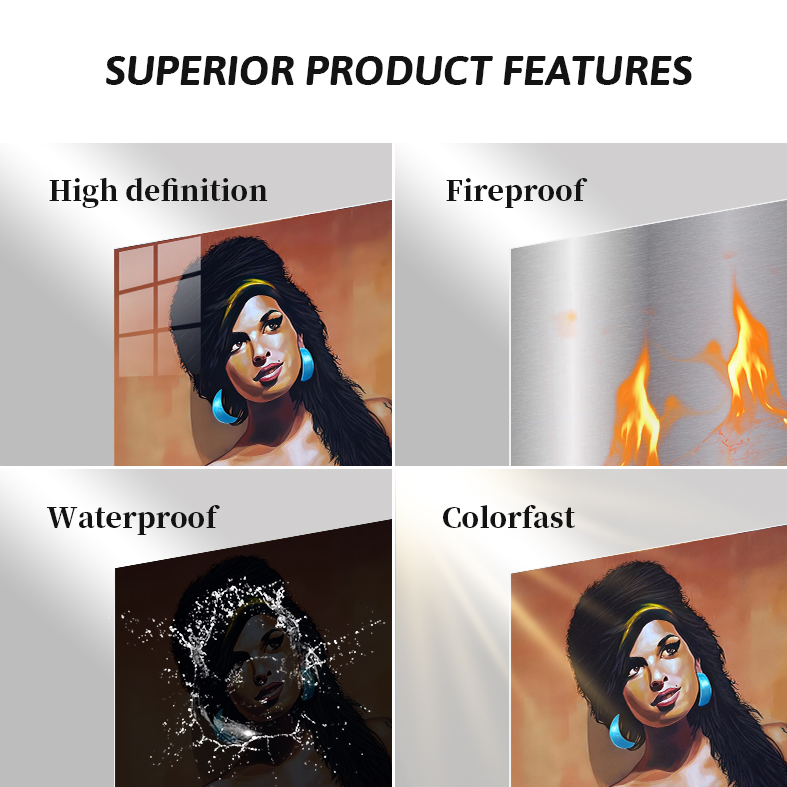 SUPERIOR PRODUCT FEATURES
High definition
Fireproof
Waterproof
Colorfast